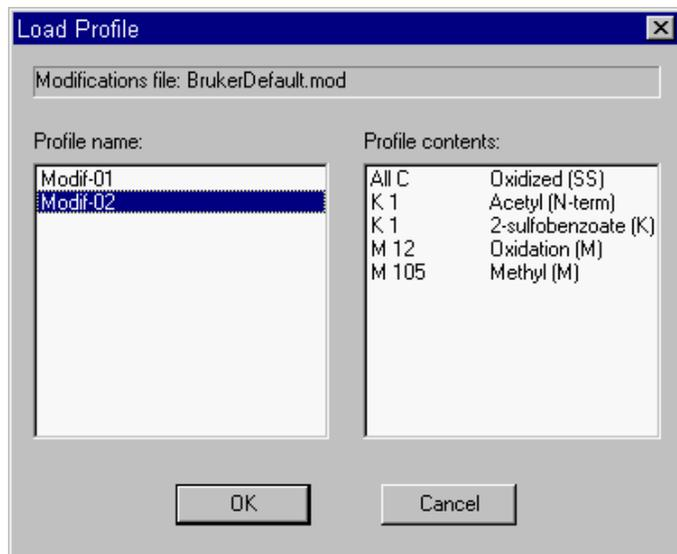 Load Profile
Modifications file: BrukerDefault.mod
Profile name:
Modif-01
Modif-02
Profile contents:
All C Oxidized (SS)
K 1 Acetyl (N-term)
K 1 2-sulfobenzoate (K)
M 12 Oxidation (M)
M 105 Methyl (M)
OK
Cancel